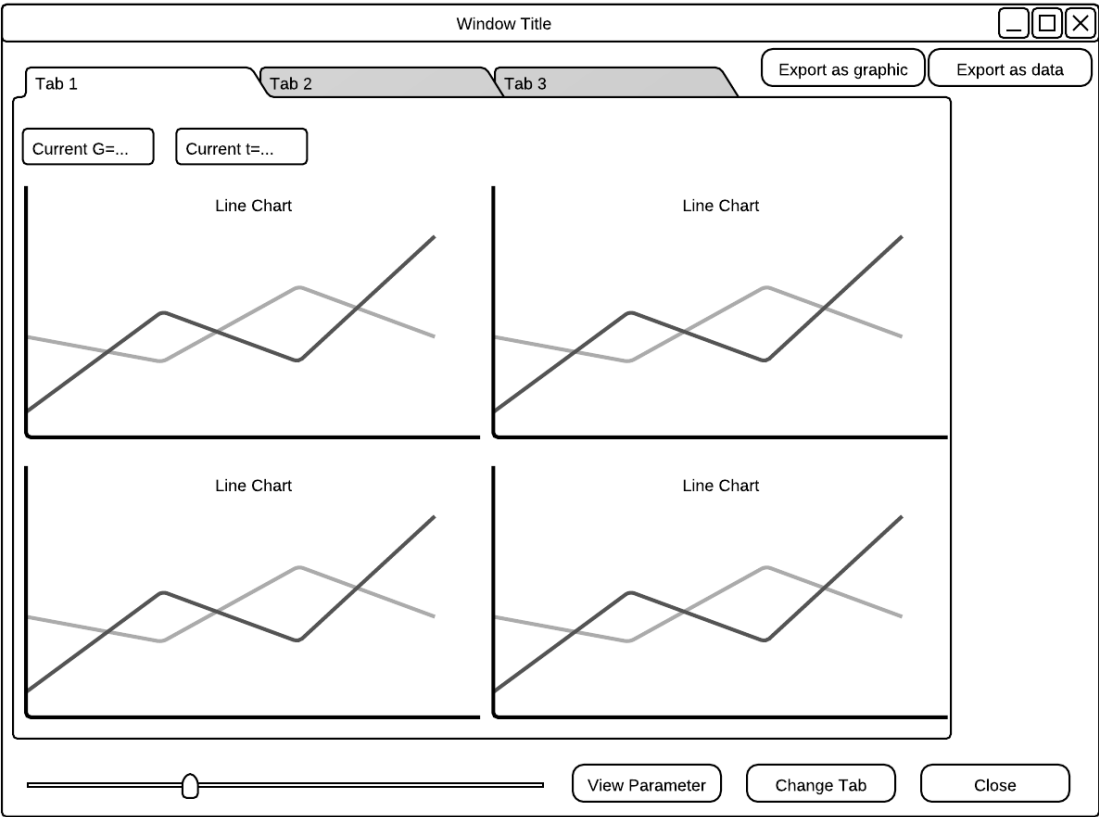 Window Title
Export as graphic
Export as data
Tab 1
Tab 2
Tab 3
Current G=...
Current t=...
Line Chart
Line Chart
Line Chart
Line Chart
View Parameter
Change Tab
Close